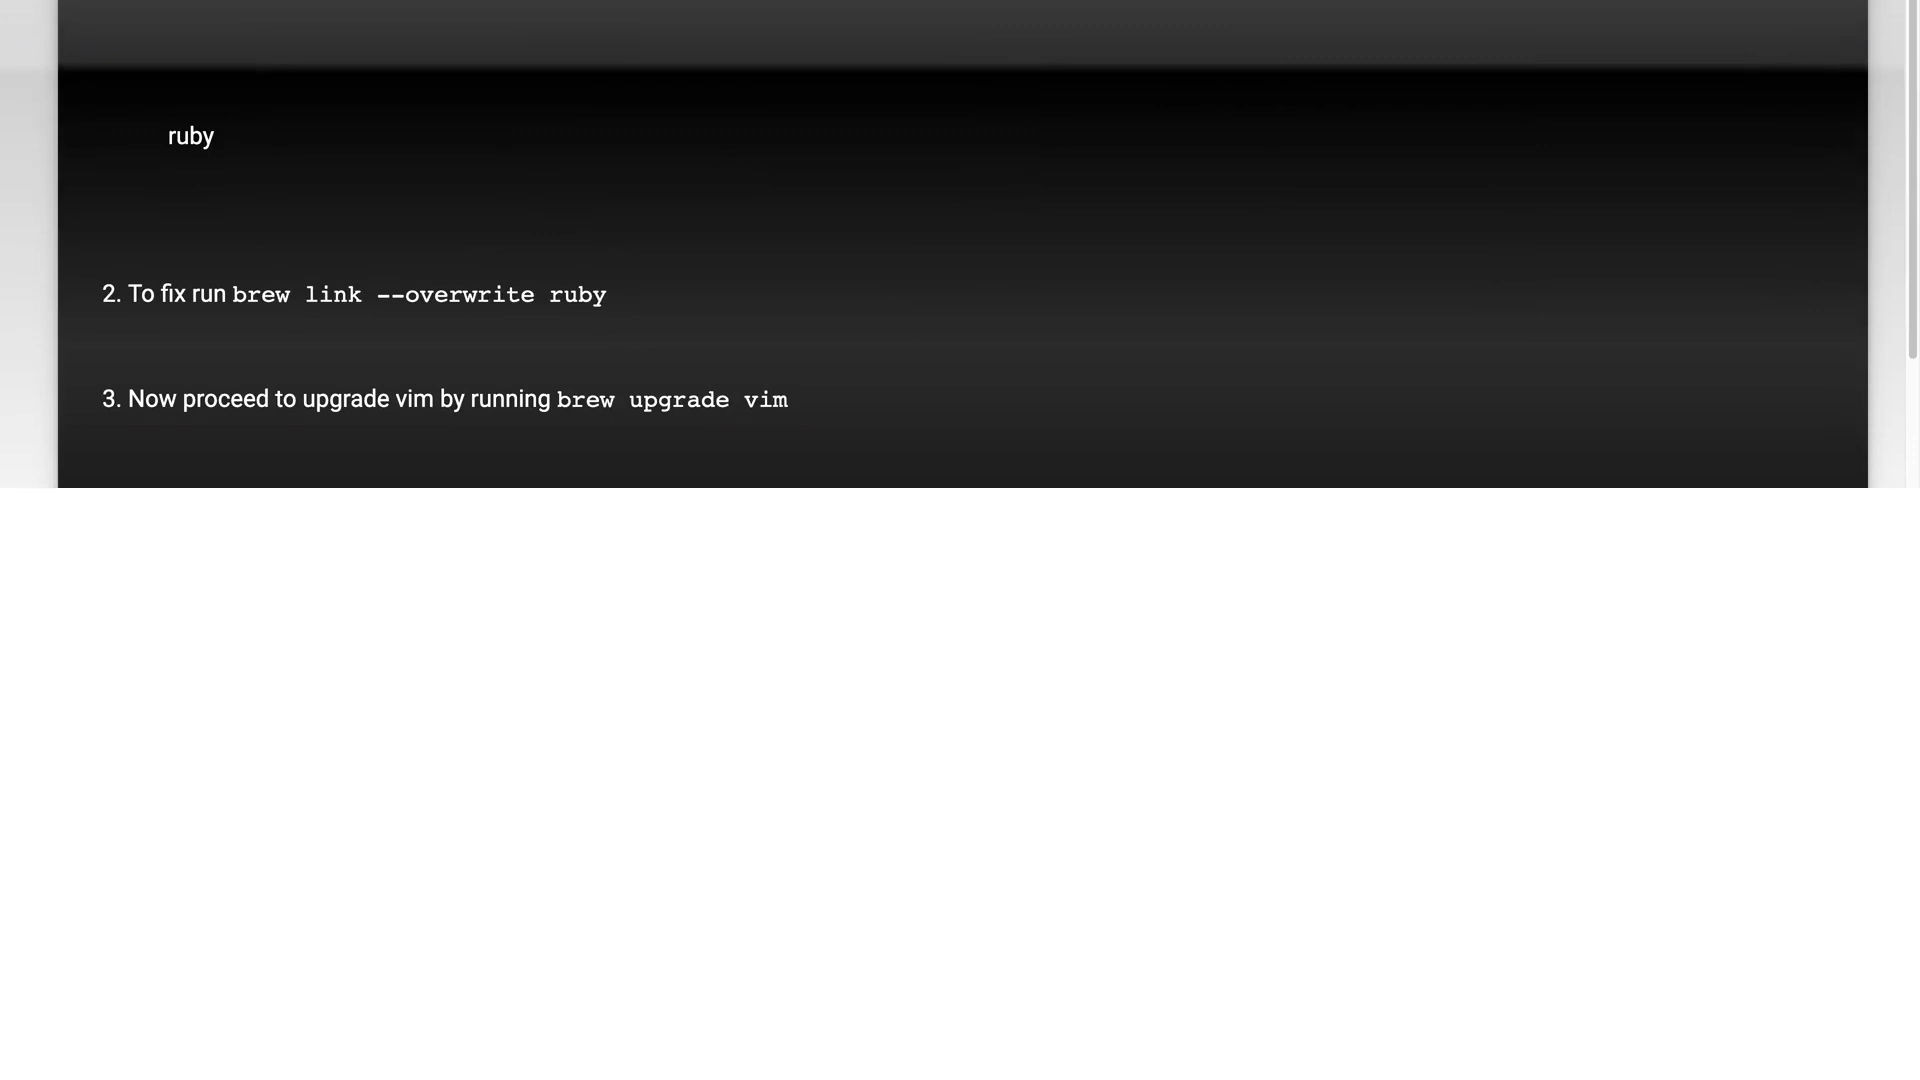 ruby
2. To fix run brew link --overwrite ruby
3. Now proceed to upgrade vim by running brew upgrade vim